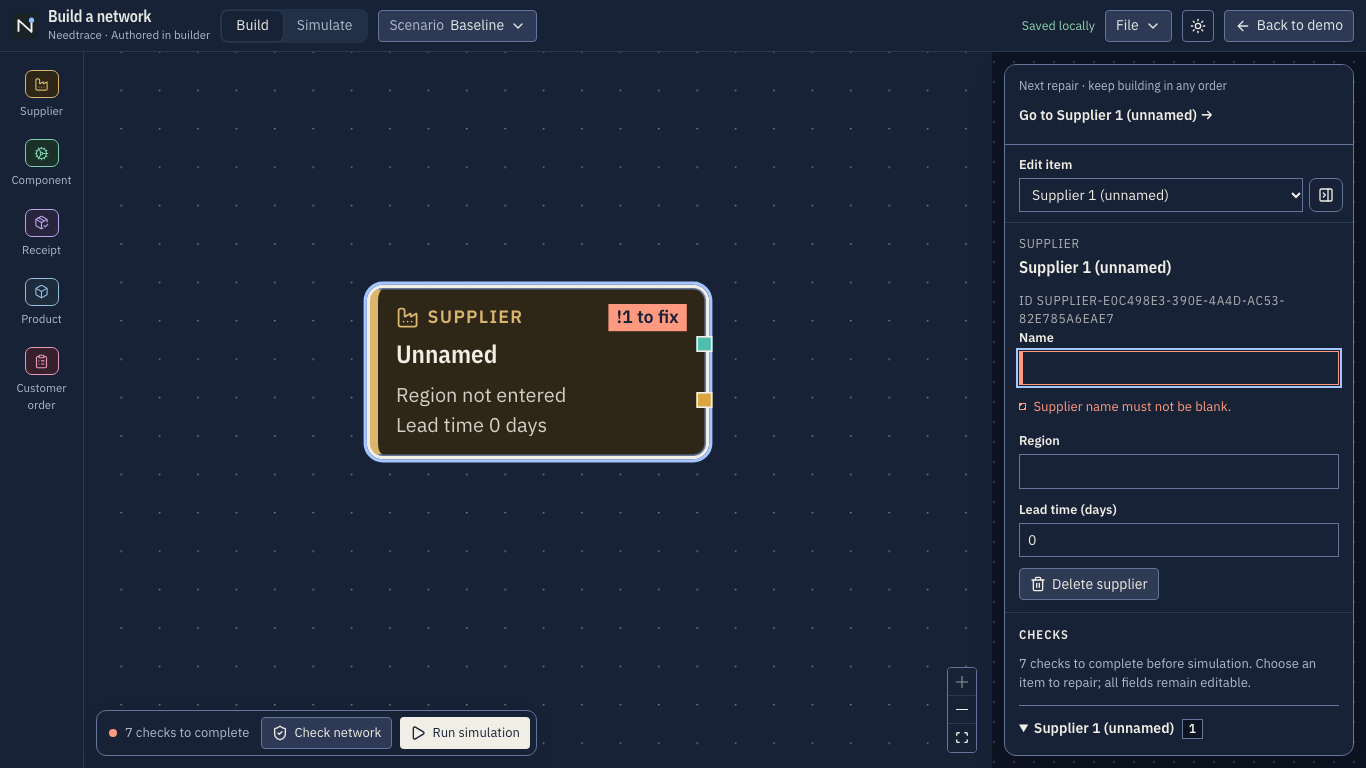 Build a network
Needtrace · Authored in builder
Build
Simulate
Scenario Baseline
Saved locally
File
Back to demo
Supplier
Component
Receipt
Product
Customer
order
SUPPLIER
!1 to fix
Unnamed
Region not entered
Lead time 0 days
7 checks to complete
Check network
Run simulation
Next repair · keep building in any order
Go to Supplier 1 (unnamed) →
Edit item
Supplier 1 (unnamed)
SUPPLIER
Supplier 1 (unnamed)
ID SUPPLIER-E0C498E3-390E-4A4D-AC53-
82E785A6EAE7
Name
Supplier name must not be blank.
Region
Lead time (days)
0
Delete supplier
CHECKS
7 checks to complete before simulation. Choose an
item to repair; all fields remain editable.
▼ Supplier 1 (unnamed) 1